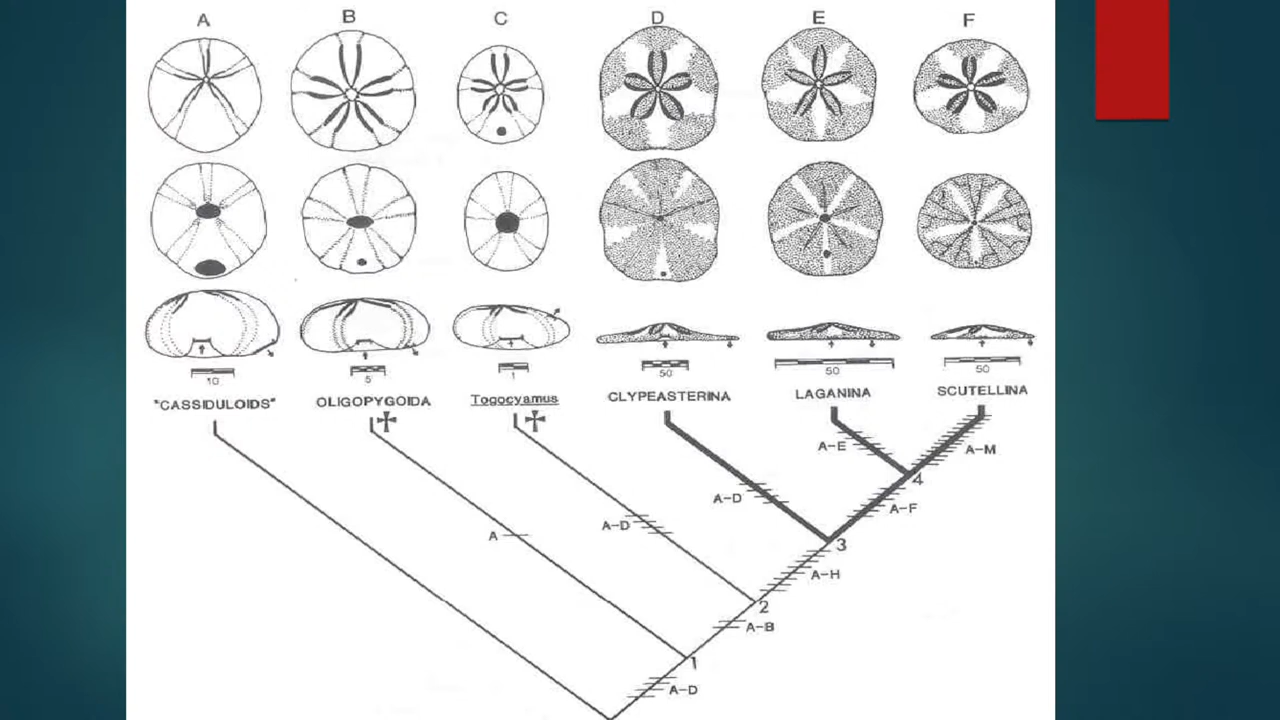 A B C D E F
10 5 1 50 50 50
"CASSIDULOIDS" OLIGOPYGOIDA Togocyamus CLYPEASTERINA LAGANINA SCUTELLINA
A-E A-M
4
A-D A-F
A A-D 3
A-H
2
A-B
1
A-D